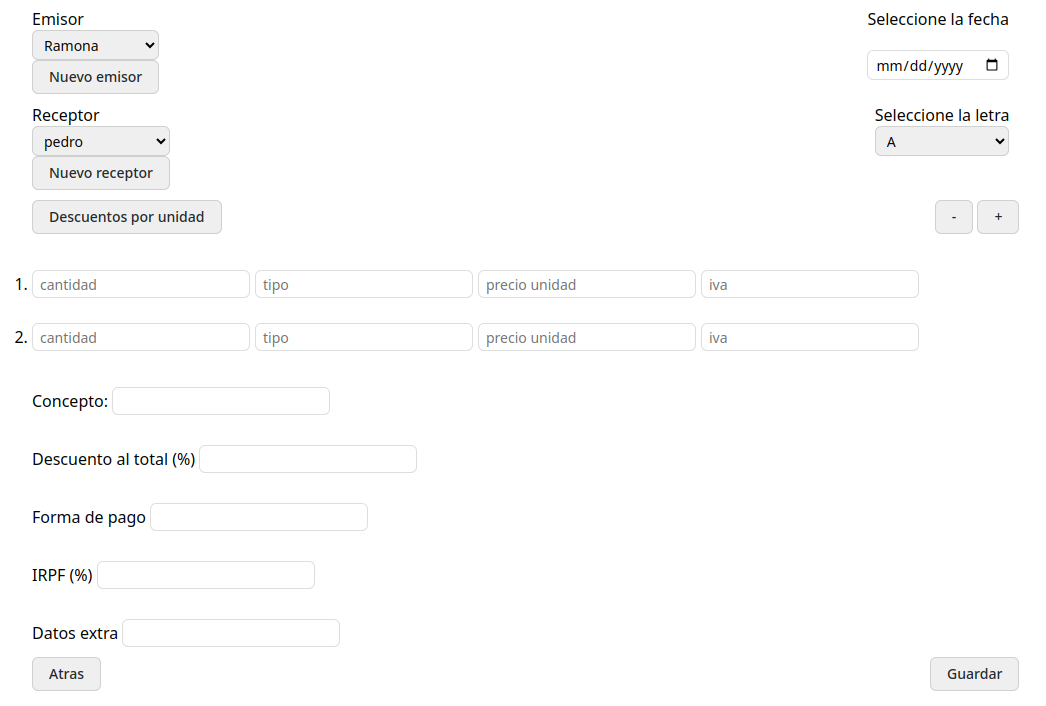 Emisor
Seleccione la fecha
Ramona
mm/dd/yyyy
Nuevo emisor
Receptor
Seleccione la letra
pedro
A
Nuevo receptor
Descuentos por unidad
-
+
1. cantidad tipo precio unidad iva
2. cantidad tipo precio unidad iva
Concepto:
Descuento al total (%)
Forma de pago
IRPF (%)
Datos extra
Atras
Guardar